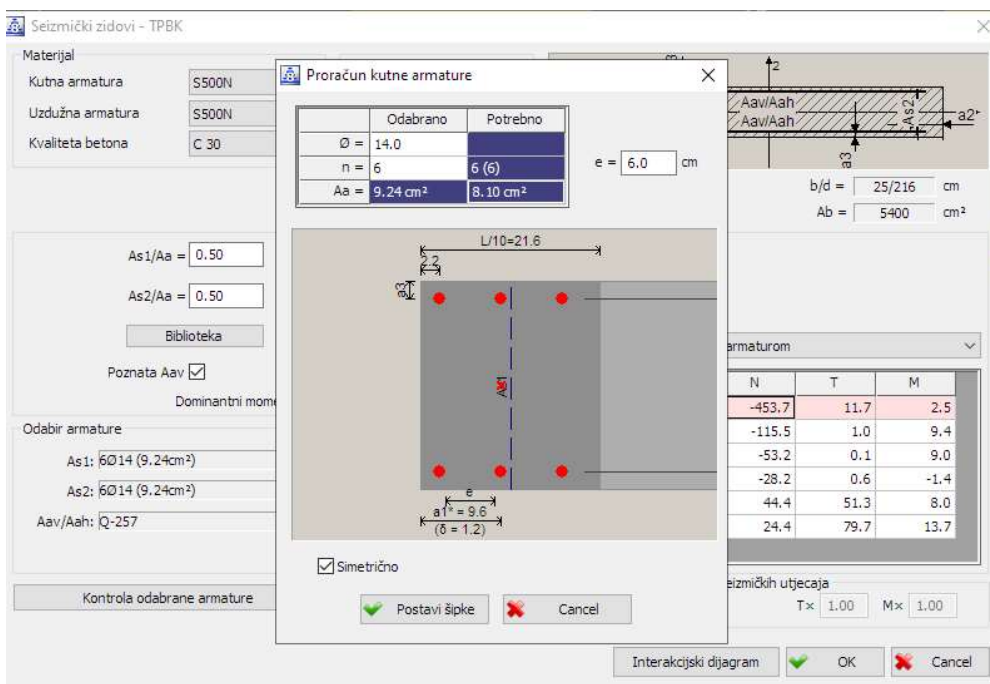 Seizmički zidovi - TPBK
Materijal
Kutna armatura S500N
Uzdužna armatura S500N
Kvaliteta betona C 30
2
Aav/Aah
Aav/Aah
As2
a2*
a3
b/d = 25/216 cm
Ab = 5400 cm²
As1/Aa = 0.50
As2/Aa = 0.50
Biblioteka
Poznata Aav
Dominantni mome
Odabir armature
As1: 6Ø14 (9.24cm²)
As2: 6Ø14 (9.24cm²)
Aav/Aah: Q-257
Kontrola odabrane armature
Proračun kutne armature
Odabrano Potrebno
Ø = 14.0
n = 6 6 (6)
Aa = 9.24 cm² 8.10 cm²
e = 6.0 cm
L/10=21.6
2.2
a3
As1
e
a1* = 9.6
(δ = 1.2)
Simetrično
Postavi šipke Cancel
armaturom
N T M
-453.7 11.7 2.5
-115.5 1.0 9.4
-53.2 0.1 9.0
-28.2 0.6 -1.4
44.4 51.3 8.0
24.4 79.7 13.7
eizmičkih utjecaja
T× 1.00 M× 1.00
Interakcijski dijagram OK Cancel